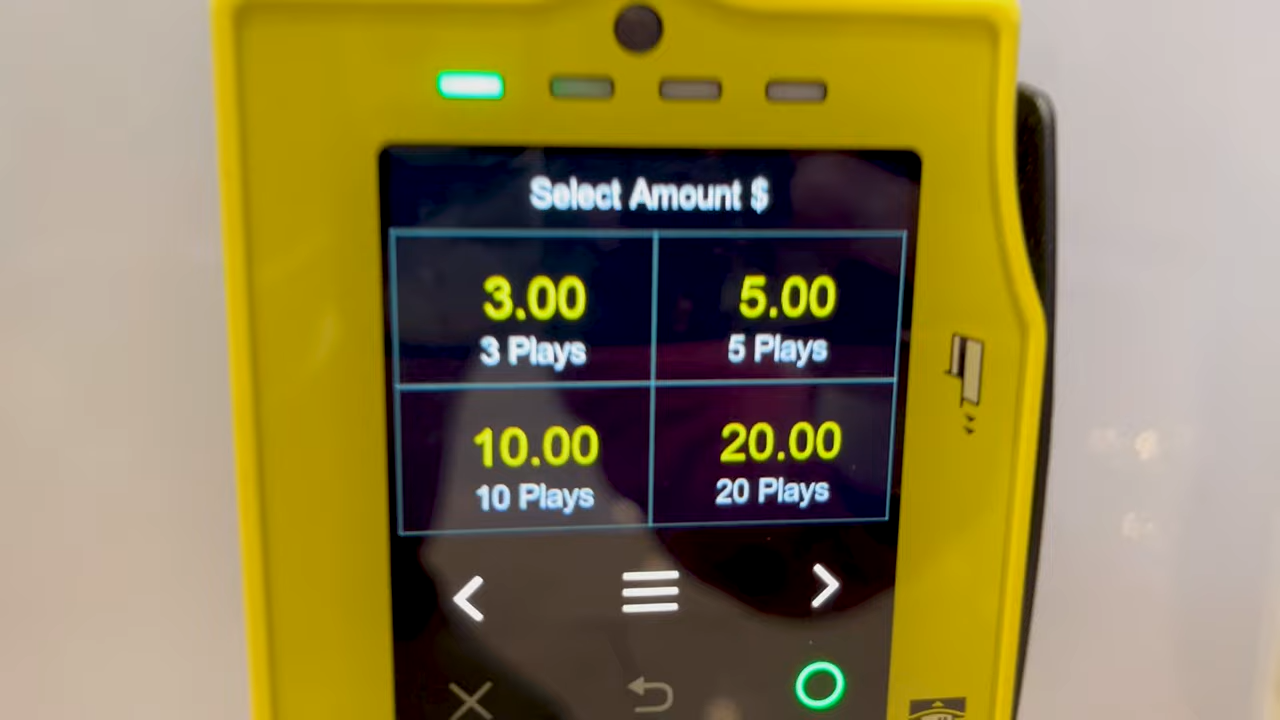 Select Amount $
3.00
3 Plays
5.00
5 Plays
10.00
10 Plays
20.00
20 Plays